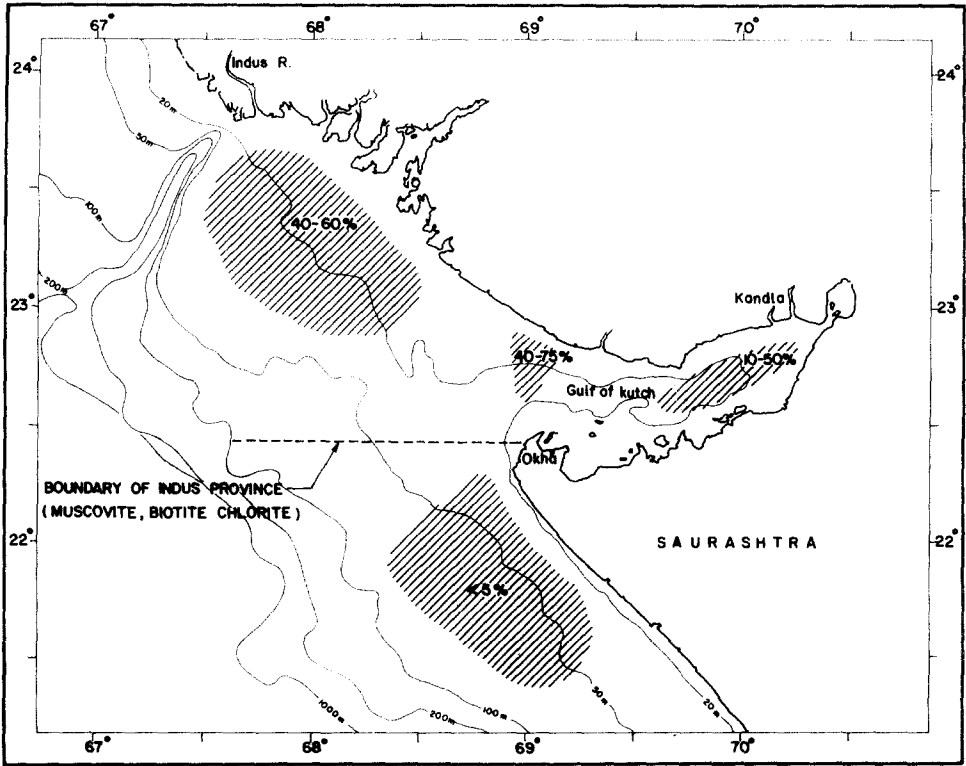 67° 68° 69° 70°
24° 24°
Indus R.
20m
50m
100m
200m
40-60%
23° 23°
Kandla
40-75% 10-50%
Gulf of kutch
Okha
BOUNDARY OF INDUS PROVINCE
(MUSCOVITE, BIOTITE CHLORITE)
22° 22°
SAURASHTRA
<5%
50m
20m
100m
200m
1000m
67° 68° 69° 70°